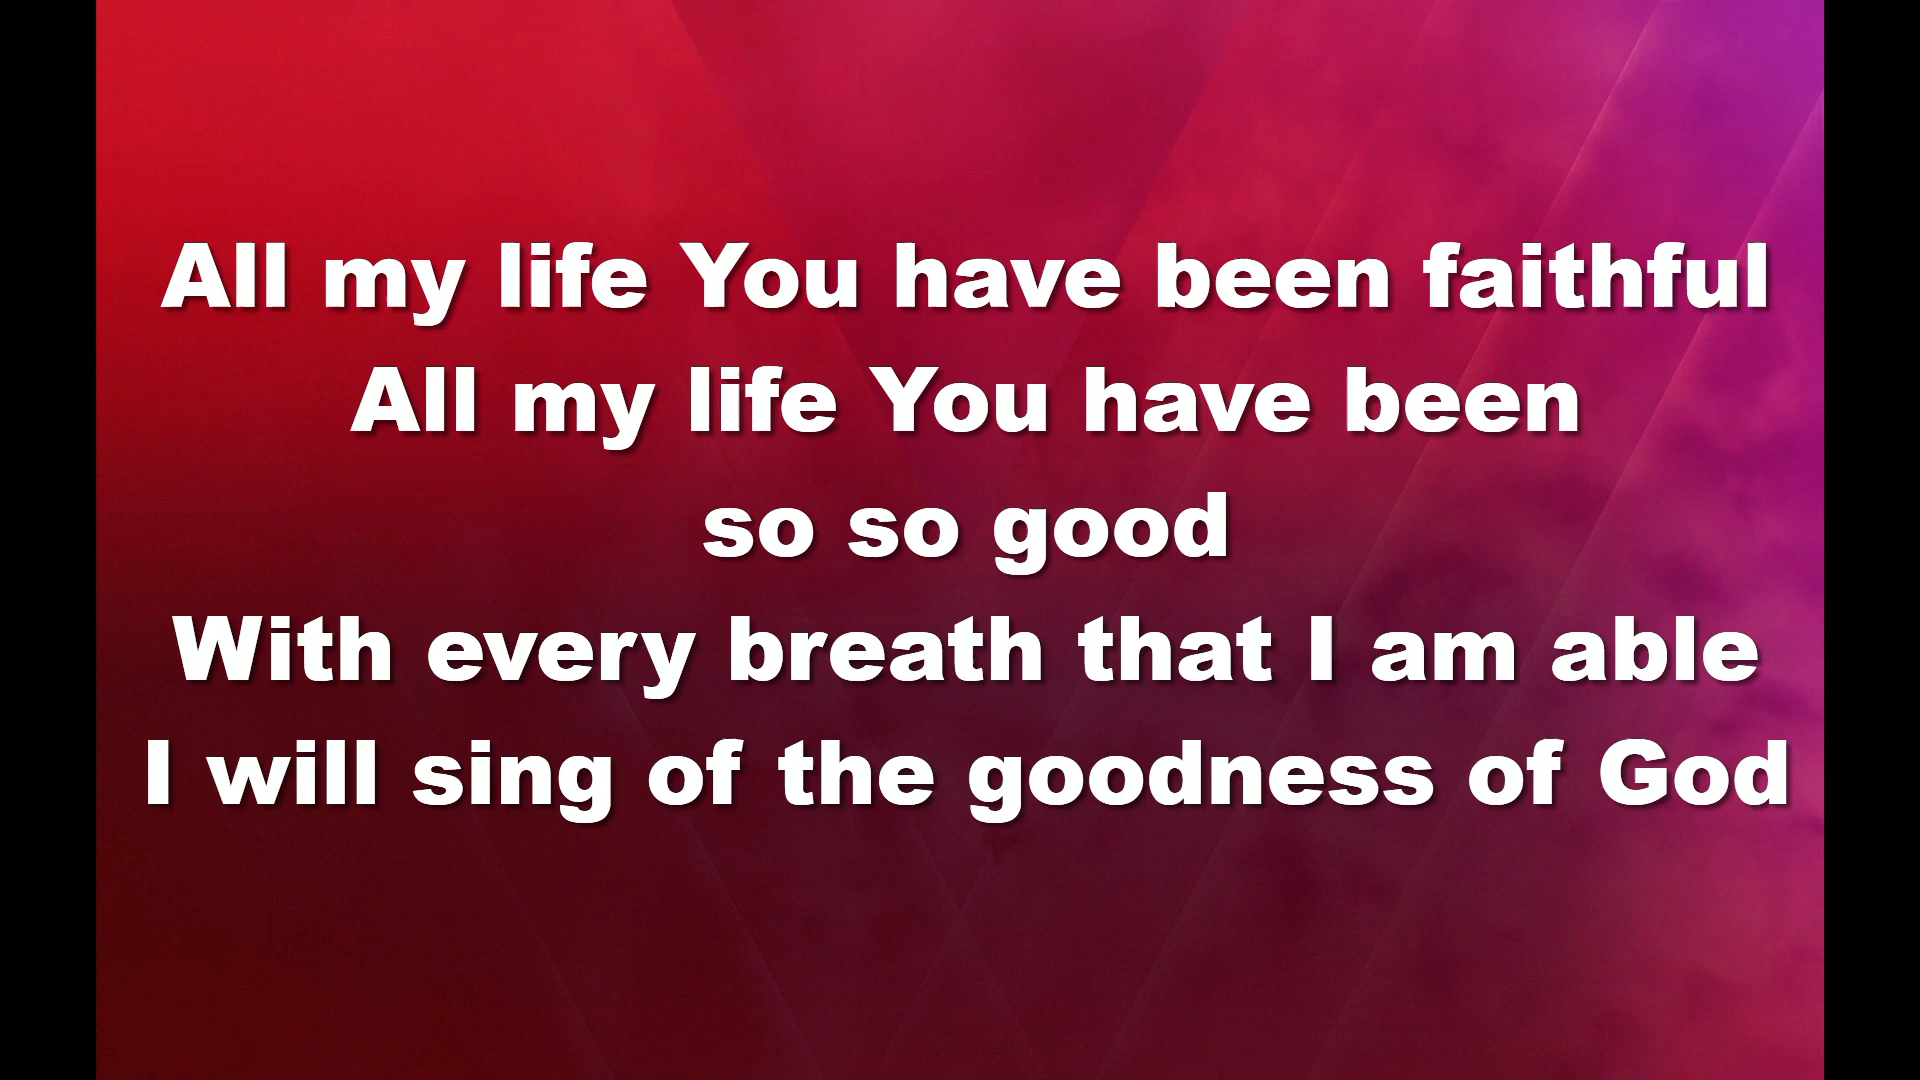 All my life You have been faithful
All my life You have been
so so good
With every breath that I am able
I will sing of the goodness of God